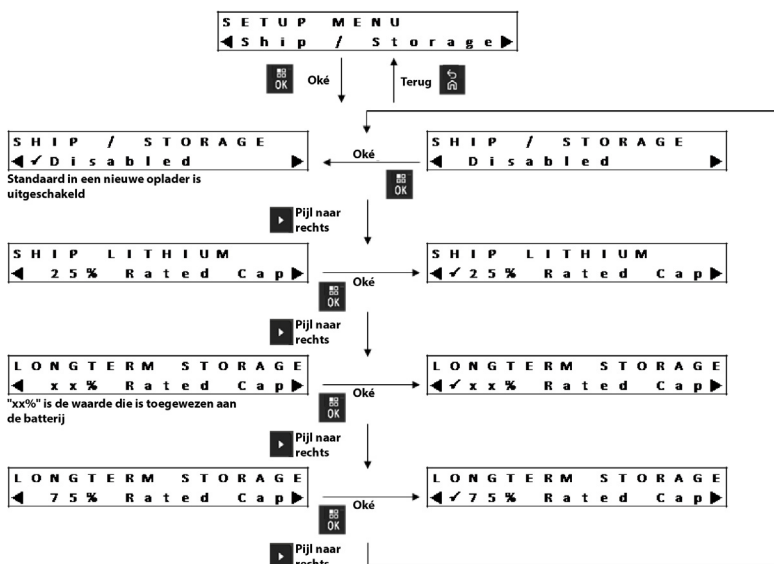 SETUP MENU
Ship / Storage
OK
Oké
Terug
SHIP / STORAGE
✓Disabled
Standaard in een nieuwe oplader is
uitgeschakeld
Oké
OK
SHIP / STORAGE
Disabled
Pijl naar
rechts
SHIP LITHIUM
25% Rated Cap
OK
Oké
SHIP LITHIUM
✓25% Rated Cap
Pijl naar
rechts
LONGTERM STORAGE
xx% Rated Cap
"xx%" is de waarde die is toegewezen aan
de batterij
OK
Oké
LONGTERM STORAGE
✓xx% Rated Cap
Pijl naar
rechts
LONGTERM STORAGE
75% Rated Cap
OK
Oké
LONGTERM STORAGE
✓75% Rated Cap
Pijl naar
rechts